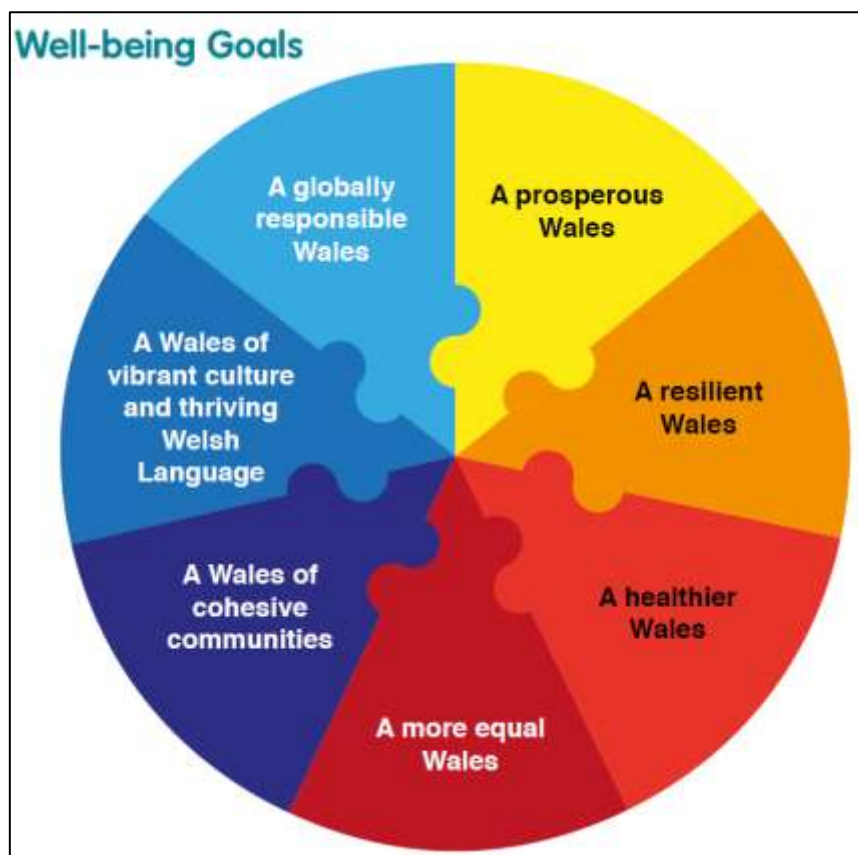 Well-being Goals
A prosperous
Wales
A resilient
Wales
A healthier
Wales
A more equal
Wales
A Wales of
cohesive
communities
A Wales of
vibrant culture
and thriving
Welsh
Language
A globally
responsible
Wales